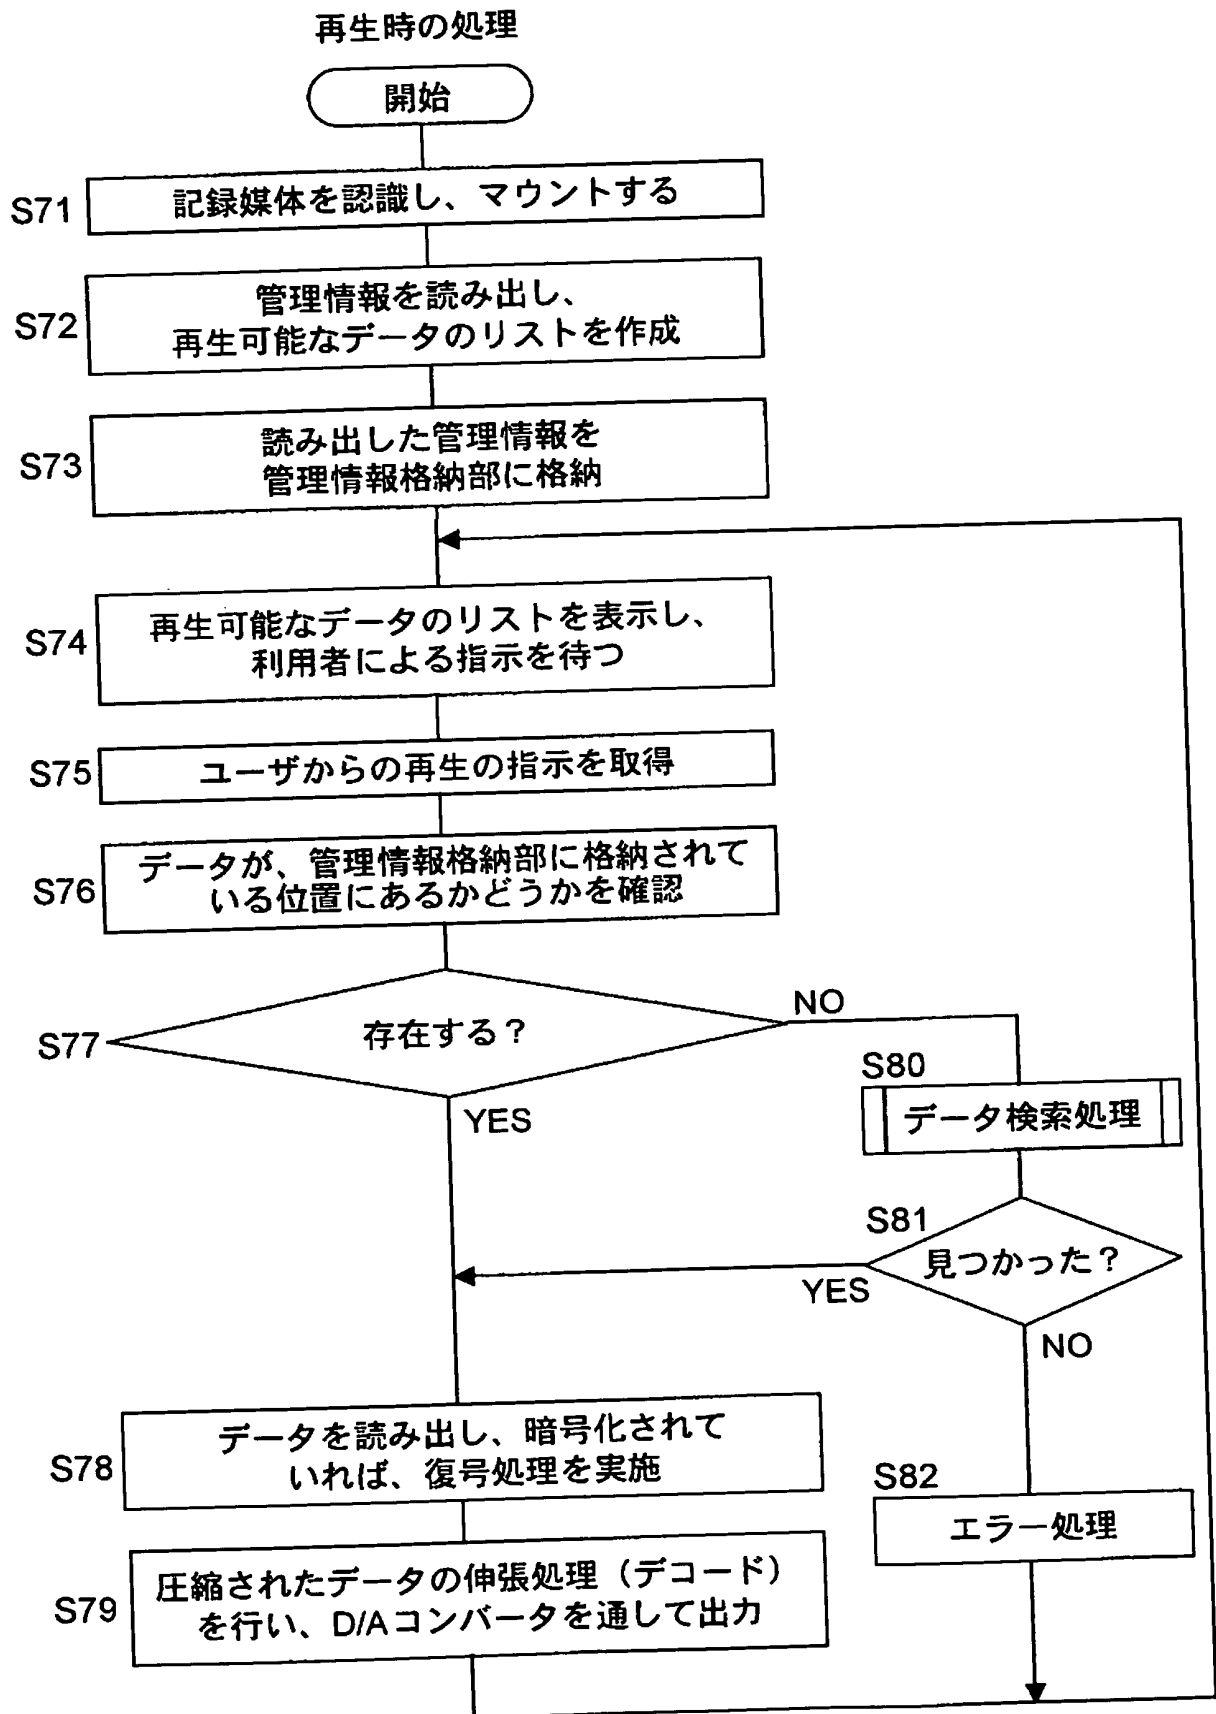 再生時の処理
開始
S71
記録媒体を認識し、マウントする
S72
管理情報を読み出し、
再生可能なデータのリストを作成
S73
読み出した管理情報を
管理情報格納部に格納
S74
再生可能なデータのリストを表示し、
利用者による指示を待つ
S75
ユーザからの再生の指示を取得
S76
データが、管理情報格納部に格納されて
いる位置にあるかどうかを確認
S77
存在する？
NO
YES
S80
データ検索処理
S81
見つかった？
YES
NO
S78
データを読み出し、暗号化されて
いれば、復号処理を実施
S82
エラー処理
S79
圧縮されたデータの伸張処理（デコード）
を行い、D/Aコンバータを通して出力